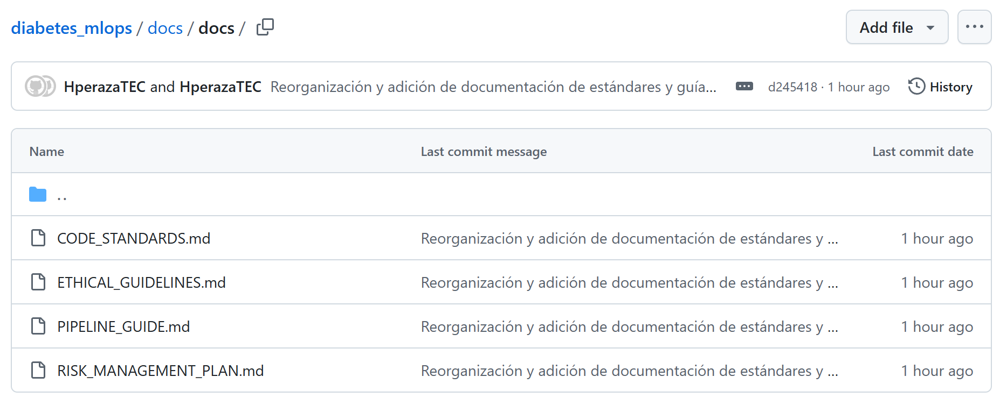 diabetes_mlops / docs / docs /
Add file
HperazaTEC and HperazaTEC Reorganización y adición de documentación de estándares y guía... d245418 · 1 hour ago History
Name Last commit message Last commit date
..
CODE_STANDARDS.md Reorganización y adición de documentación de estándares y ... 1 hour ago
ETHICAL_GUIDELINES.md Reorganización y adición de documentación de estándares y ... 1 hour ago
PIPELINE_GUIDE.md Reorganización y adición de documentación de estándares y ... 1 hour ago
RISK_MANAGEMENT_PLAN.md Reorganización y adición de documentación de estándares y ... 1 hour ago